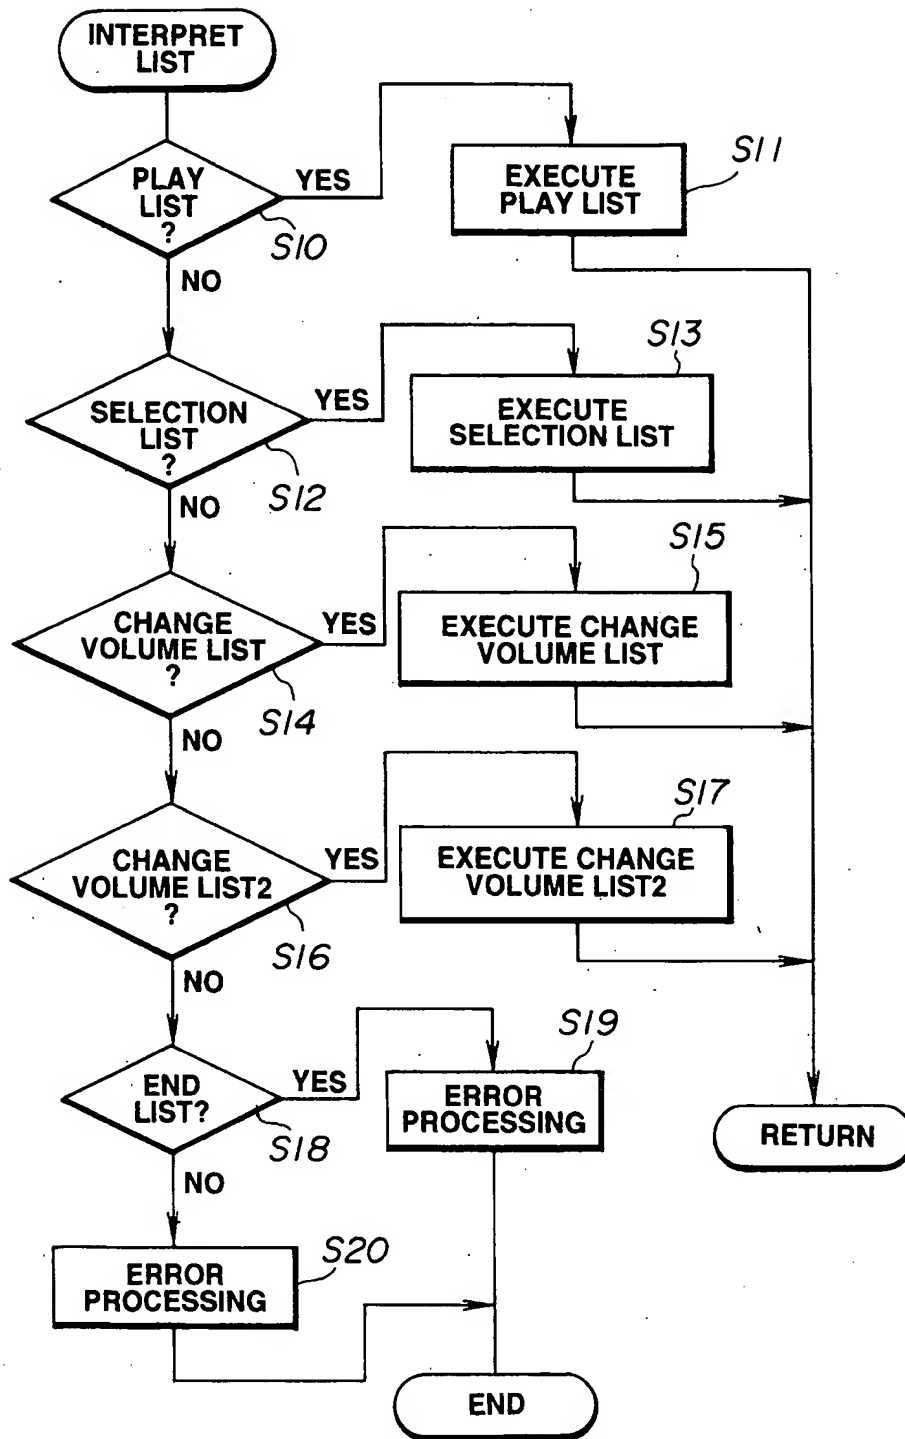 INTERPRET
LIST
PLAY
LIST
?
YES
S10
NO
EXECUTE
PLAY LIST
S11
SELECTION
LIST
?
YES
S12
NO
S13
EXECUTE
SELECTION LIST
CHANGE
VOLUME LIST
?
YES
S14
NO
S15
EXECUTE CHANGE
VOLUME LIST
CHANGE
VOLUME LIST2
?
YES
S16
NO
S17
EXECUTE CHANGE
VOLUME LIST2
END
LIST?
YES
S18
NO
S19
ERROR
PROCESSING
RETURN
S20
ERROR
PROCESSING
END